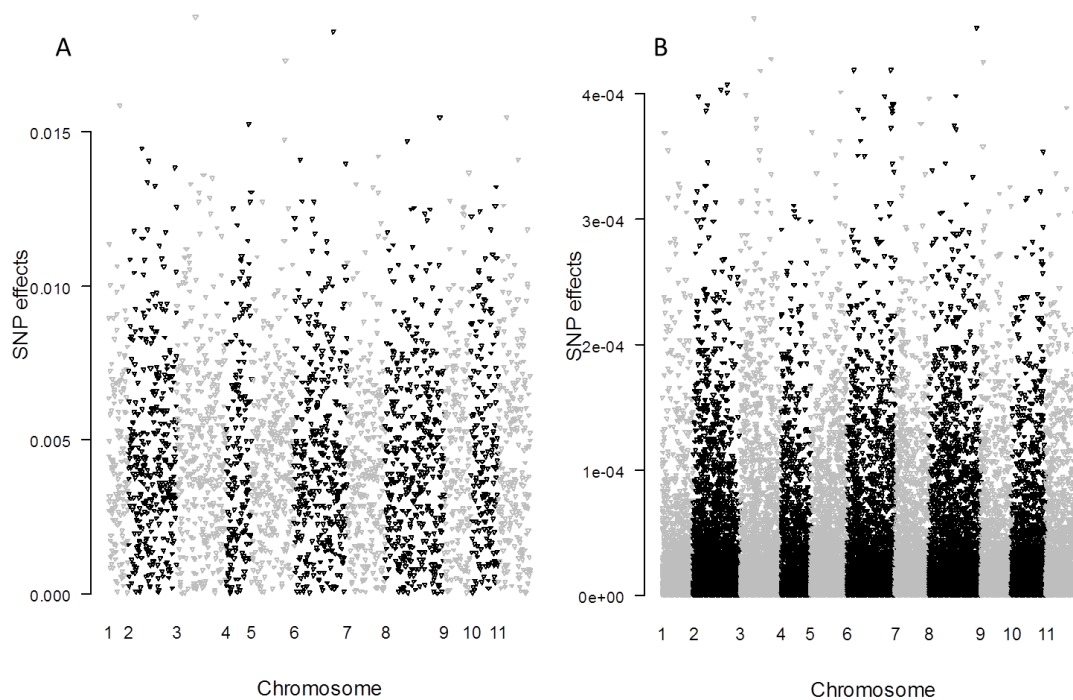 A
SNP effects
0.015
0.010
0.005
0.000
1 2 3 4 5 6 7 8 9 10 11
Chromosome
B
SNP effects
4e-04
3e-04
2e-04
1e-04
0e+00
1 2 3 4 5 6 7 8 9 10 11
Chromosome